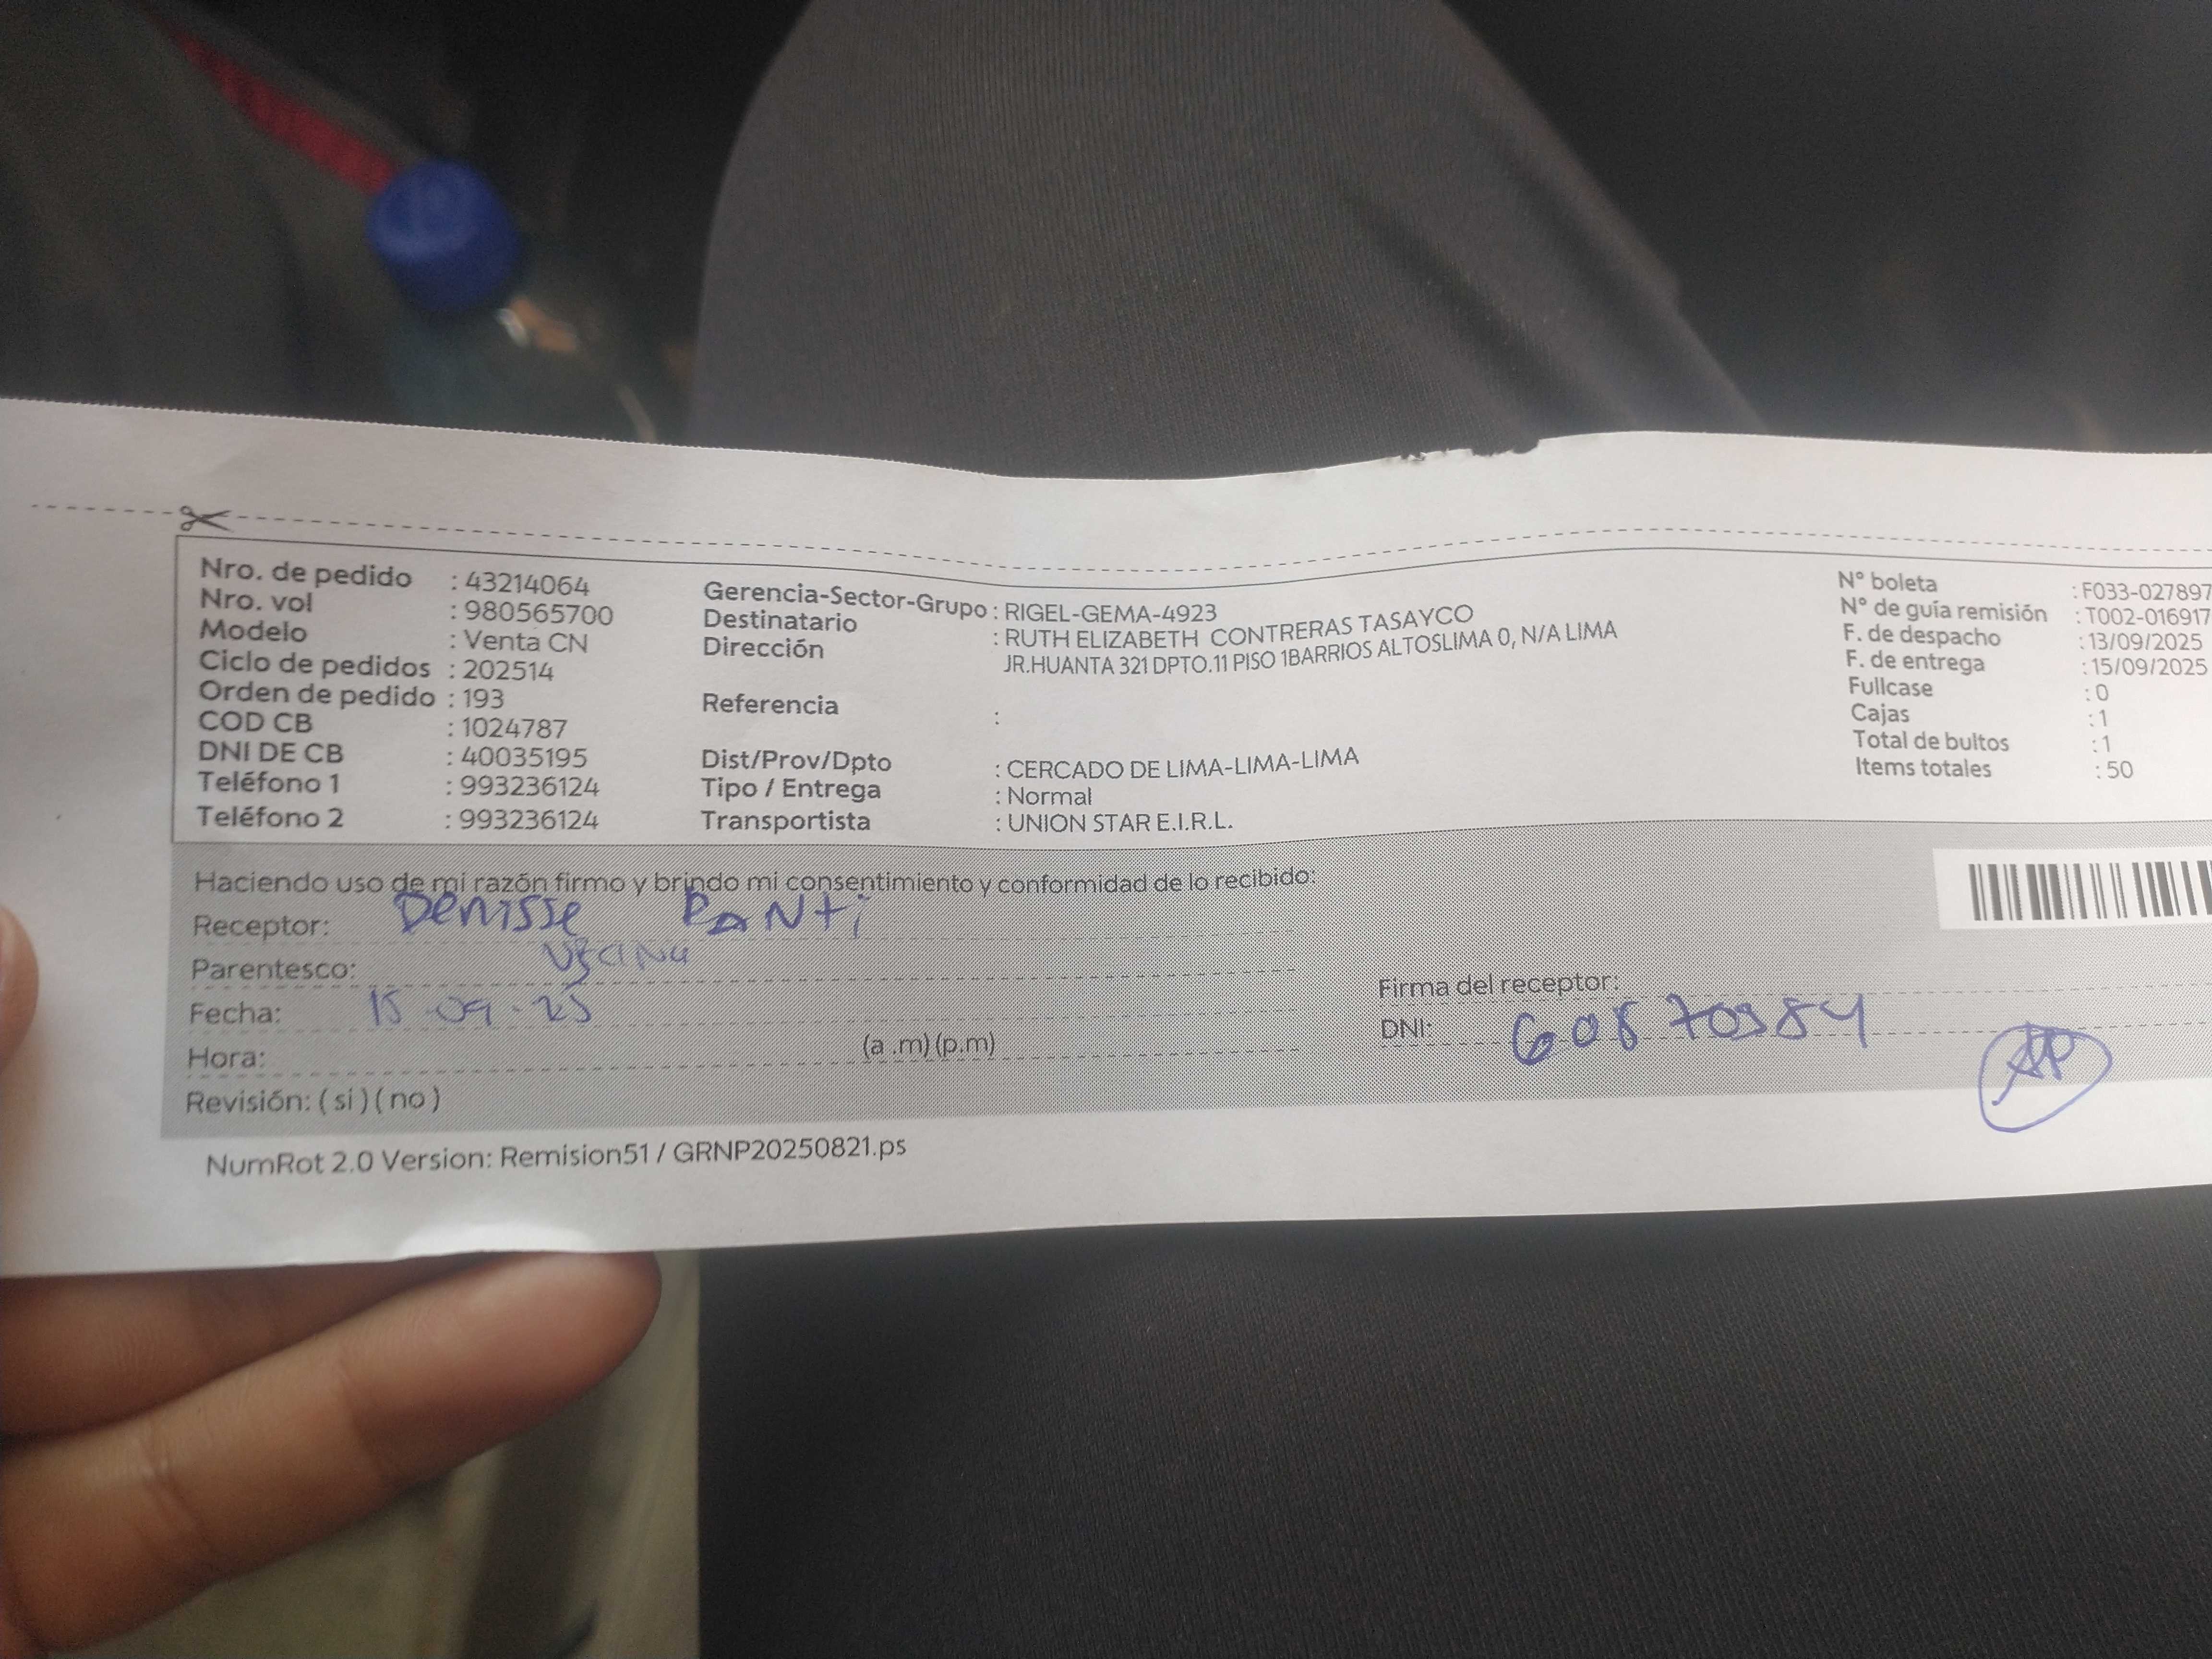 Nro. de pedido : 43214064
Nro. vol : 980565700
Modelo : Venta CN
Ciclo de pedidos : 202514
Orden de pedido : 193
COD CB : 1024787
DNI DE CB : 40035195
Teléfono 1 : 993236124
Teléfono 2 : 993236124
Gerencia-Sector-Grupo : RIGEL-GEMA-4923
Destinatario : RUTH ELIZABETH CONTRERAS TASAYCO
Dirección : JR.HUANTA 321 DPTO.11 PISO 1BARRIOS ALTOSLIMA 0, N/A LIMA
Referencia :
Dist/Prov/Dpto : CERCADO DE LIMA-LIMA-LIMA
Tipo / Entrega : Normal
Transportista : UNION STAR E.I.R.L.
N° boleta : F033-027897
N° de guía remisión : T002-016917
F. de despacho : 13/09/2025
F. de entrega : 15/09/2025
Fullcase : 0
Cajas : 1
Total de bultos : 1
Items totales : 50
Haciendo uso de mi razón firmo y brindo mi consentimiento y conformidad de lo recibido:
Receptor: Denisse Panti
Parentesco: Vecina
Fecha: 15-09-25
Hora: (a .m) (p.m)
Revisión: ( si ) ( no )
Firma del receptor:
DNI:
NumRot 2.0 Version: Remision51 / GRNP20250821.ps